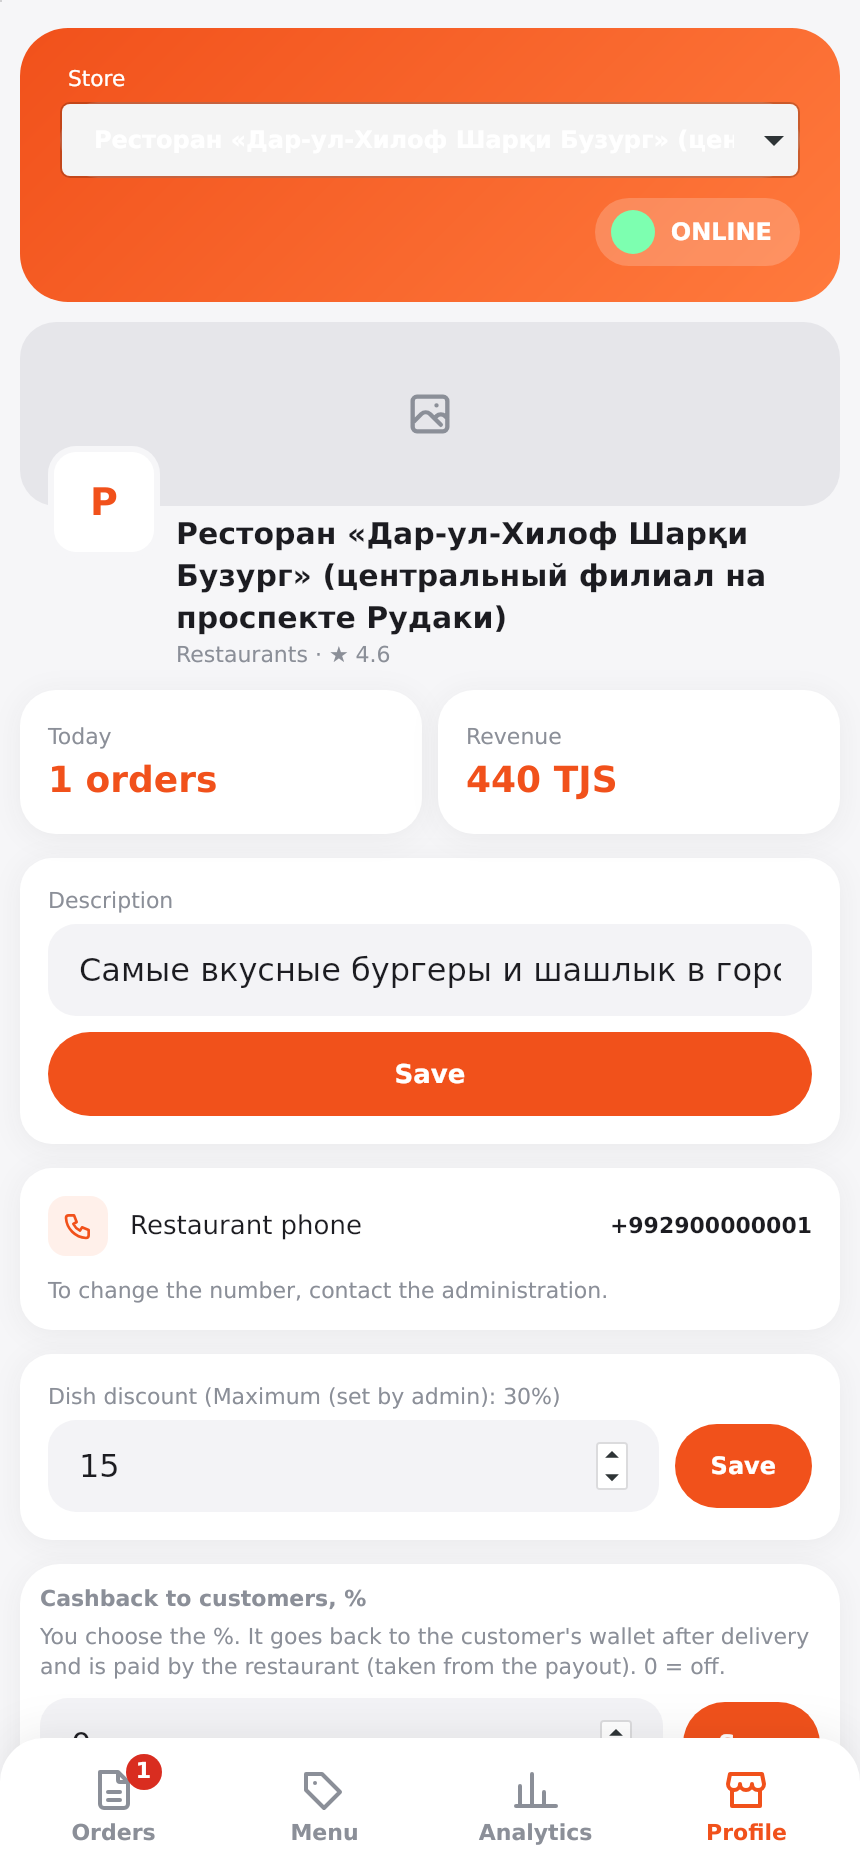 Store
Ресторан «Дар-ул-Хилоф Шарқи Бузург» (цен
ONLINE
Р
Ресторан «Дар-ул-Хилоф Шарқи
Бузург» (центральный филиал на
проспекте Рудаки)
Restaurants · ★ 4.6
Today
1 orders
Revenue
440 TJS
Description
Самые вкусные бургеры и шашлык в горо
Save
Restaurant phone
+992900000001
To change the number, contact the administration.
Dish discount (Maximum (set by admin): 30%)
15
Save
Cashback to customers, %
You choose the %. It goes back to the customer's wallet after delivery
and is paid by the restaurant (taken from the payout). 0 = off.
1
Orders
Menu
Analytics
Profile